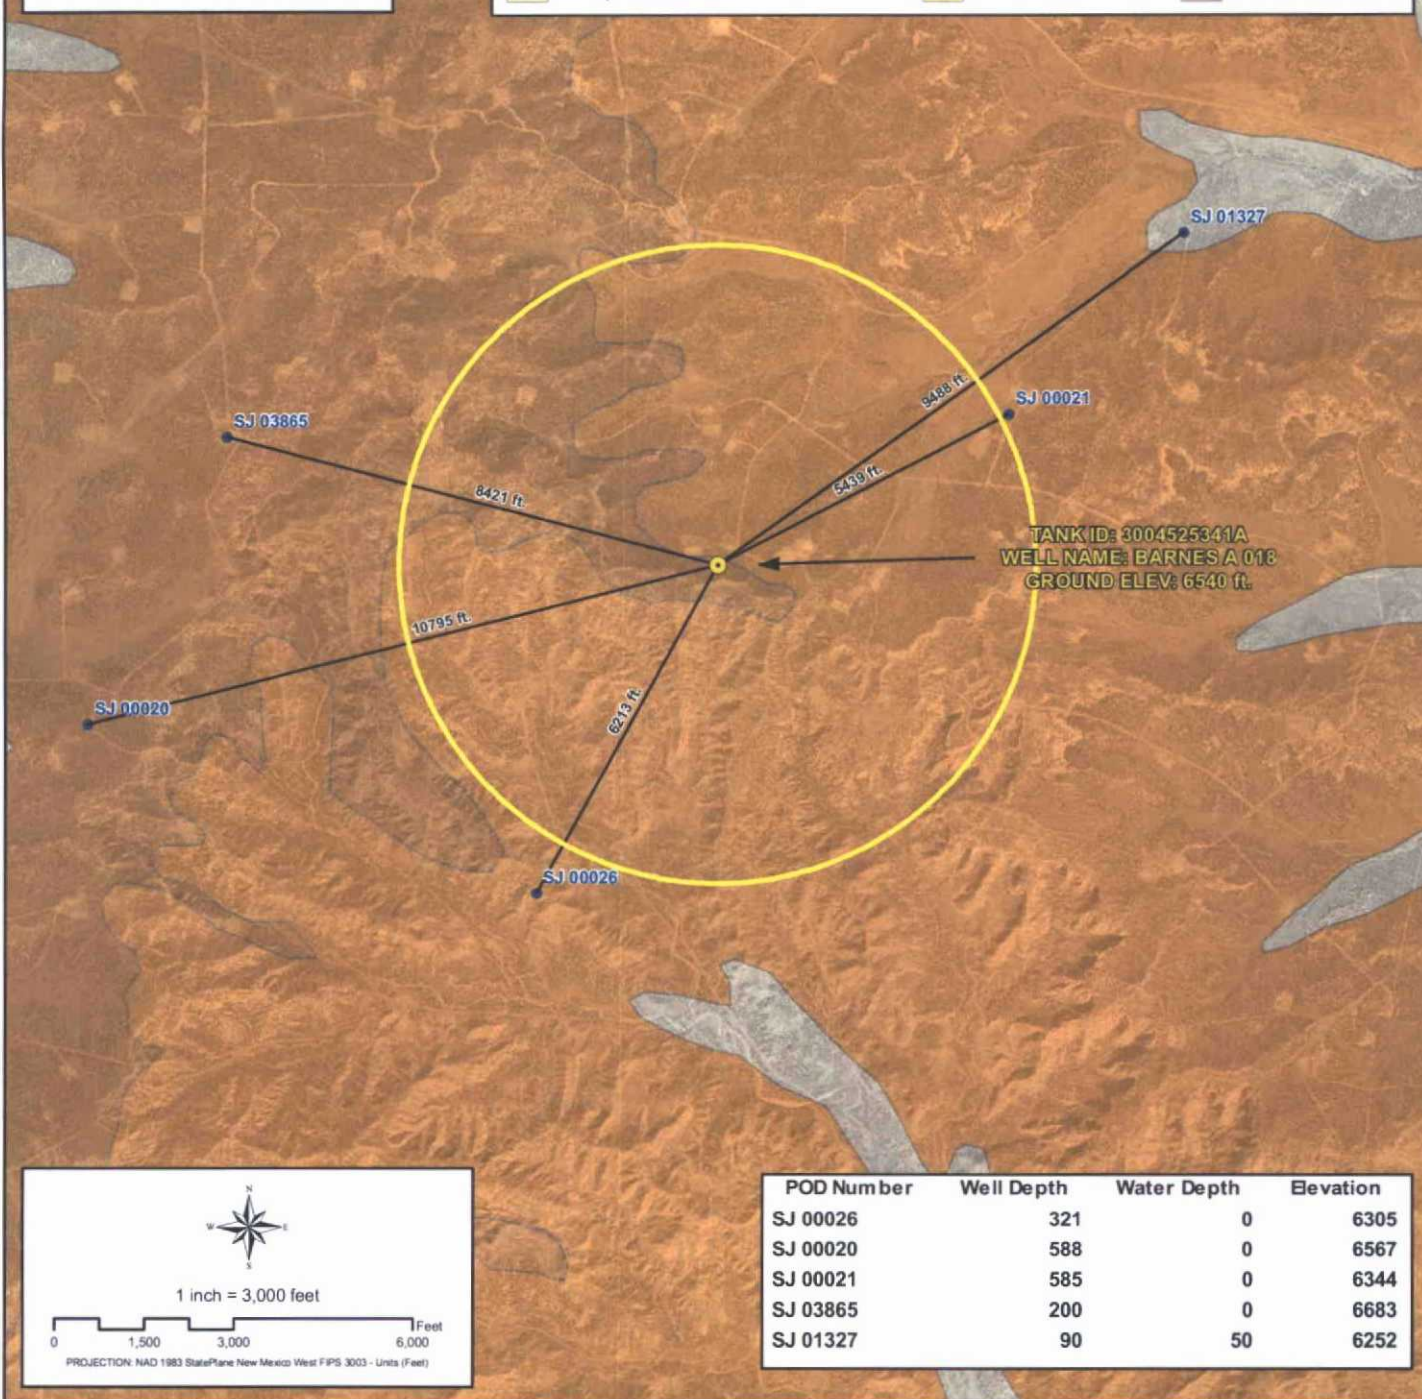 SJ 01327
9488 ft.
SJ 00021
SJ 03865
5439 ft.
8421 ft.
TANK ID: 3004525341A
WELL NAME: BARNES A 018
GROUND ELEV: 6540 ft.
10795 ft.
SJ 00020
6213 ft.
SJ 00026
N
W E
S
1 inch = 3,000 feet
Feet
0 1,500 3,000 6,000
PROJECTION: NAD 1983 StatePlane New Mexico West FIPS 3003 - Units (Feet)
POD Number Well Depth Water Depth Elevation
SJ 00026 321 0 6305
SJ 00020 588 0 6567
SJ 00021 585 0 6344
SJ 03865 200 0 6683
SJ 01327 90 50 6252